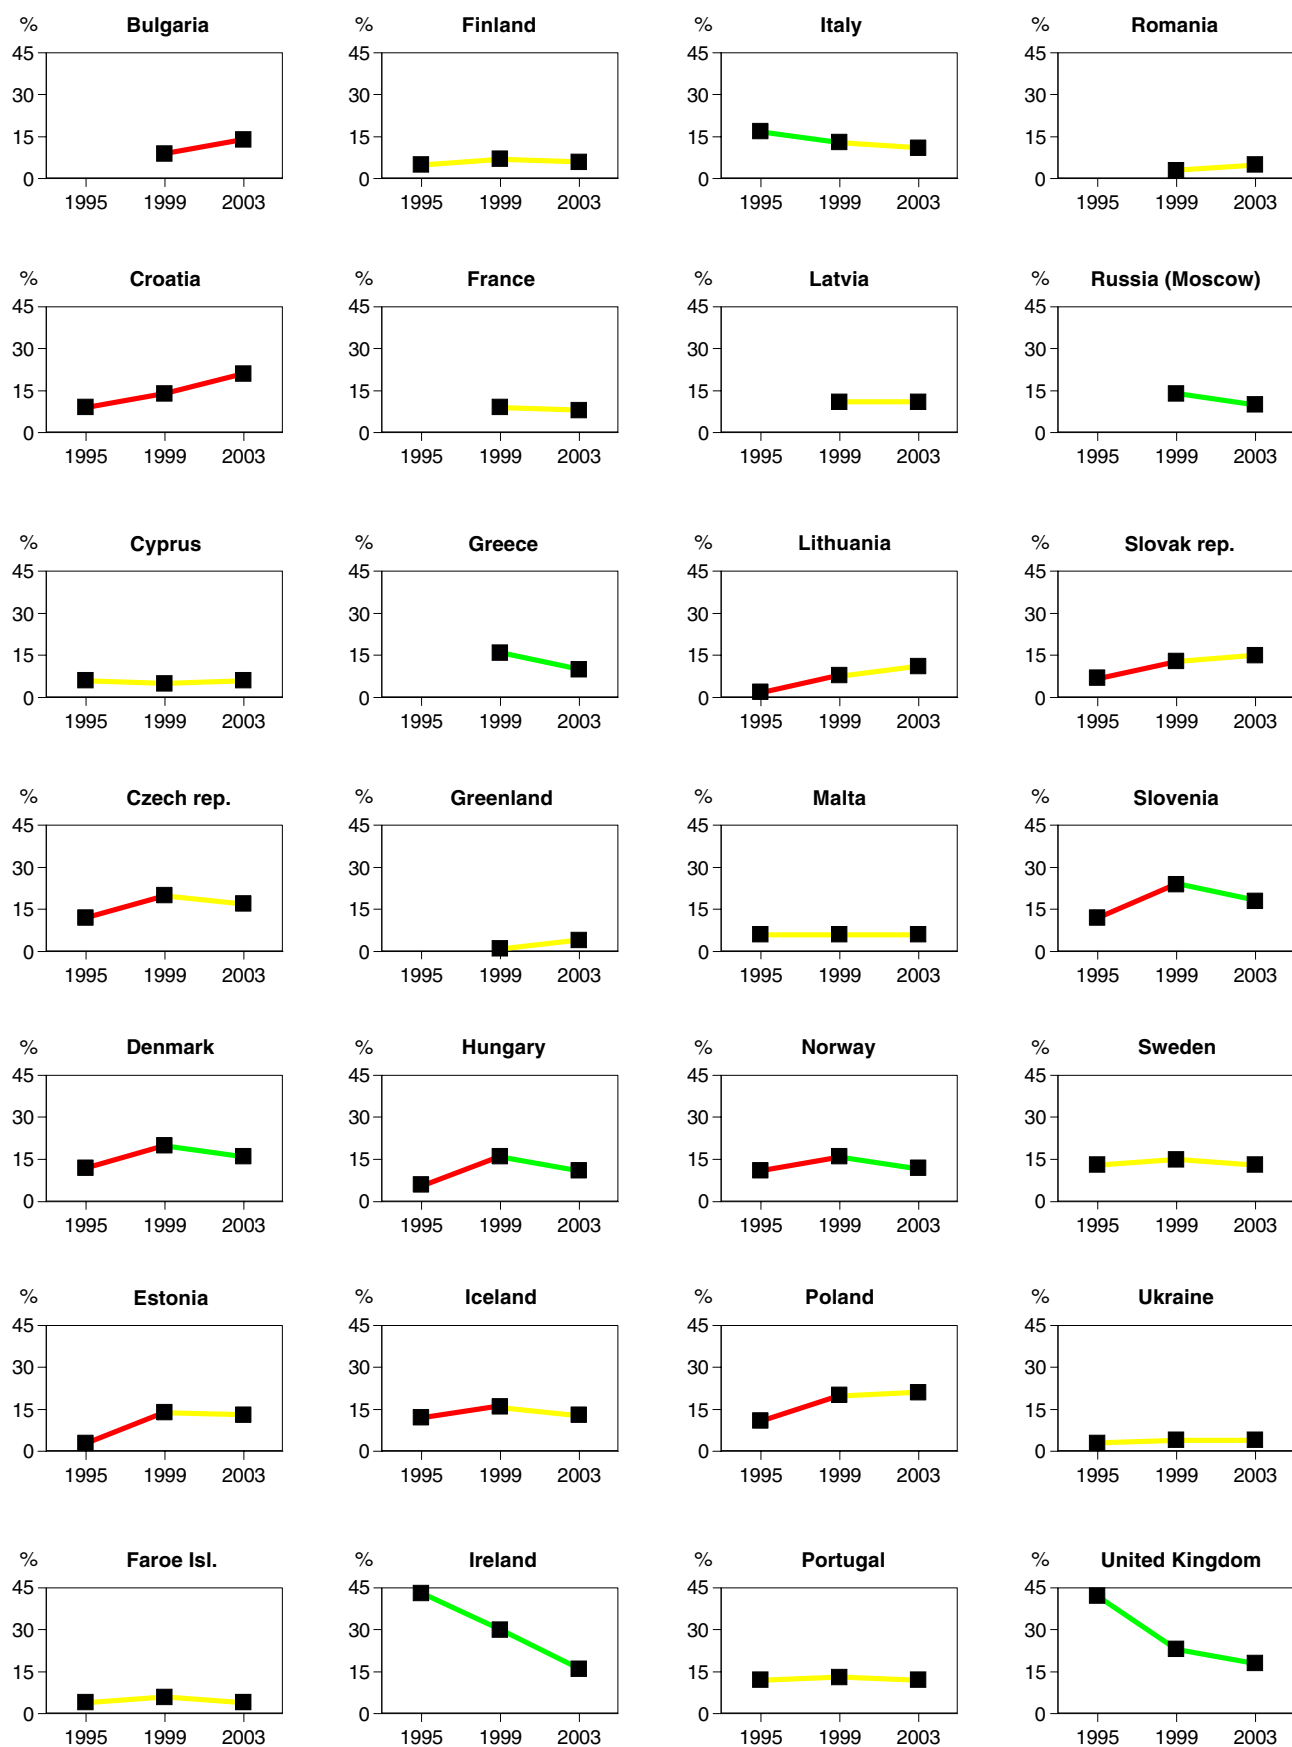 % Bulgaria % Finland % Italy % Romania
45 45 45 45
30 30 30 30
15 15 15 15
0 0 0 0
1995 1999 2003 1995 1999 2003 1995 1999 2003 1995 1999 2003
% Croatia % France % Latvia % Russia (Moscow)
45 45 45 45
30 30 30 30
15 15 15 15
0 0 0 0
1995 1999 2003 1995 1999 2003 1995 1999 2003 1995 1999 2003
% Cyprus % Greece % Lithuania % Slovak rep.
45 45 45 45
30 30 30 30
15 15 15 15
0 0 0 0
1995 1999 2003 1995 1999 2003 1995 1999 2003 1995 1999 2003
% Czech rep. % Greenland % Malta % Slovenia
45 45 45 45
30 30 30 30
15 15 15 15
0 0 0 0
1995 1999 2003 1995 1999 2003 1995 1999 2003 1995 1999 2003
% Denmark % Hungary % Norway % Sweden
45 45 45 45
30 30 30 30
15 15 15 15
0 0 0 0
1995 1999 2003 1995 1999 2003 1995 1999 2003 1995 1999 2003
% Estonia % Iceland % Poland % Ukraine
45 45 45 45
30 30 30 30
15 15 15 15
0 0 0 0
1995 1999 2003 1995 1999 2003 1995 1999 2003 1995 1999 2003
% Faroe Isl. % Ireland % Portugal % United Kingdom
45 45 45 45
30 30 30 30
15 15 15 15
0 0 0 0
1995 1999 2003 1995 1999 2003 1995 1999 2003 1995 1999 2003